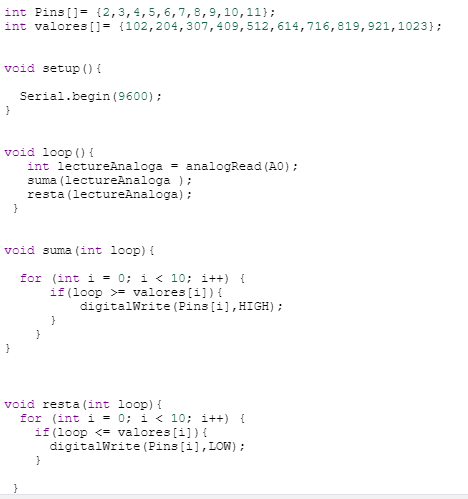 int Pins[]= {2,3,4,5,6,7,8,9,10,11};
int valores[]= {102,204,307,409,512,614,716,819,921,1023};
void setup(){
Serial.begin(9600);
}
void loop(){
int lectureAnaloga = analogRead(A0);
suma(lectureAnaloga );
resta(lectureAnaloga);
}
void suma(int loop){
for (int i = 0; i < 10; i++) {
if(loop >= valores[i]){
digitalWrite(Pins[i],HIGH);
}
}
}
void resta(int loop){
for (int i = 0; i < 10; i++) {
if(loop <= valores[i]){
digitalWrite(Pins[i],LOW);
}
}